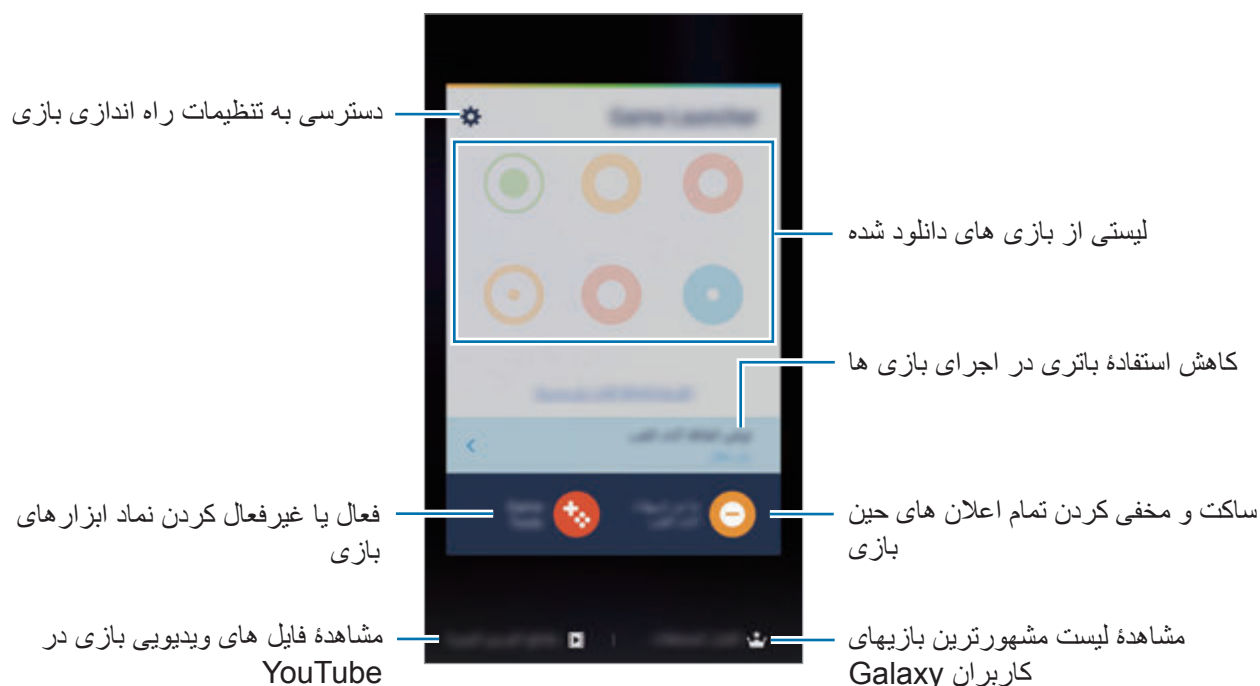 دسترسی به تنظیمات راه اندازی بازی
Game Launcher
لیستی از بازی های دانلود شده
کاهش استفادهٔ باتری در اجرای بازی ها
ساکت و مخفی کردن تمام اعلان های حین
بازی
فعال یا غیرفعال کردن نماد ابزارهای
بازی
مشاهدهٔ لیست مشهورترین بازیهای
کاربران Galaxy
مشاهدهٔ فایل های ویدیویی بازی در
YouTube